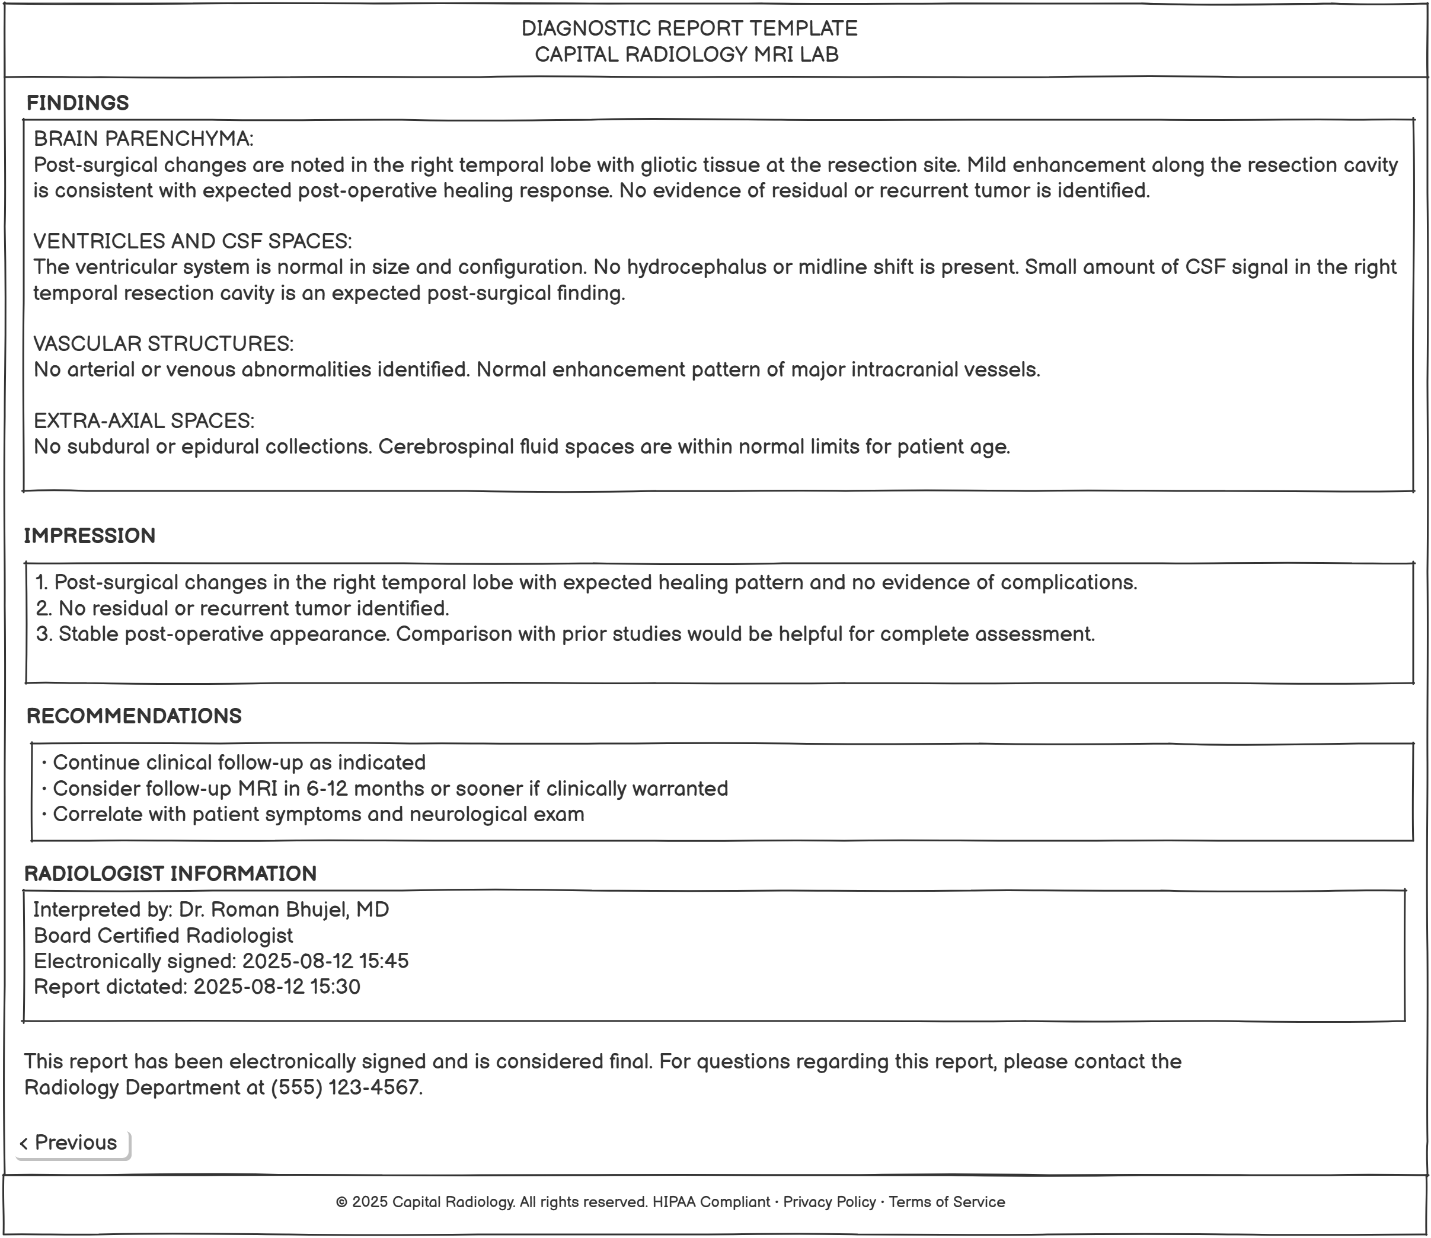 DIAGNOSTIC REPORT TEMPLATE
CAPITAL RADIOLOGY MRI LAB
FINDINGS
BRAIN PARENCHYMA:
Post-surgical changes are noted in the right temporal lobe with gliotic tissue at the resection site. Mild enhancement along the resection cavity
is consistent with expected post-operative healing response. No evidence of residual or recurrent tumor is identified.
VENTRICLES AND CSF SPACES:
The ventricular system is normal in size and configuration. No hydrocephalus or midline shift is present. Small amount of CSF signal in the right
temporal resection cavity is an expected post-surgical finding.
VASCULAR STRUCTURES:
No arterial or venous abnormalities identified. Normal enhancement pattern of major intracranial vessels.
EXTRA-AXIAL SPACES:
No subdural or epidural collections. Cerebrospinal fluid spaces are within normal limits for patient age.
IMPRESSION
1. Post-surgical changes in the right temporal lobe with expected healing pattern and no evidence of complications.
2. No residual or recurrent tumor identified.
3. Stable post-operative appearance. Comparison with prior studies would be helpful for complete assessment.
RECOMMENDATIONS
· Continue clinical follow-up as indicated
· Consider follow-up MRI in 6-12 months or sooner if clinically warranted
· Correlate with patient symptoms and neurological exam
RADIOLOGIST INFORMATION
Interpreted by: Dr. Roman Bhujel, MD
Board Certified Radiologist
Electronically signed: 2025-08-12 15:45
Report dictated: 2025-08-12 15:30
This report has been electronically signed and is considered final. For questions regarding this report, please contact the
Radiology Department at (555) 123-4567.
‹ Previous
© 2025 Capital Radiology. All rights reserved. HIPAA Compliant · Privacy Policy · Terms of Service